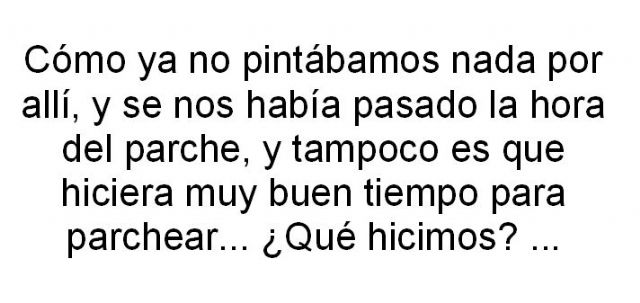 Cómo ya no pintábamos nada por
allí, y se nos había pasado la hora
del parche, y tampoco es que
hiciera muy buen tiempo para
parchear... ¿Qué hicimos? ...